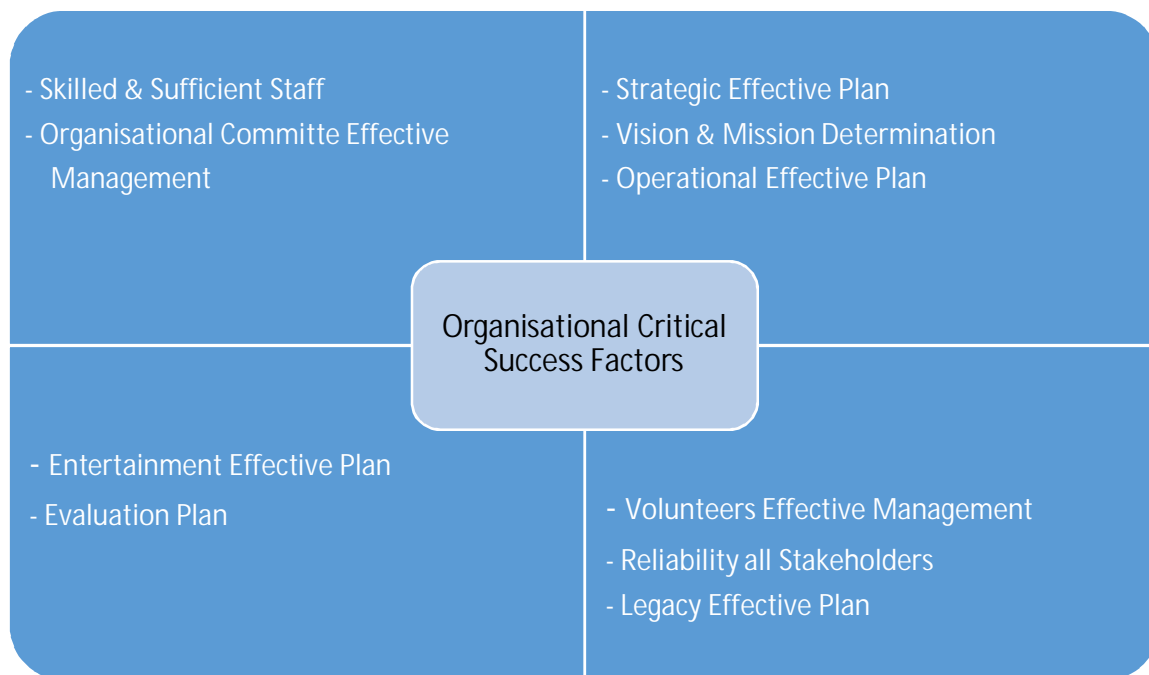 - Skilled & Sufficient Staff
- Organisational Committe Effective
Management
- Strategic Effective Plan
- Vision & Mission Determination
- Operational Effective Plan
Organisational Critical
Success Factors
- Entertainment Effective Plan
- Evaluation Plan
- Volunteers Effective Management
- Reliability all Stakeholders
- Legacy Effective Plan